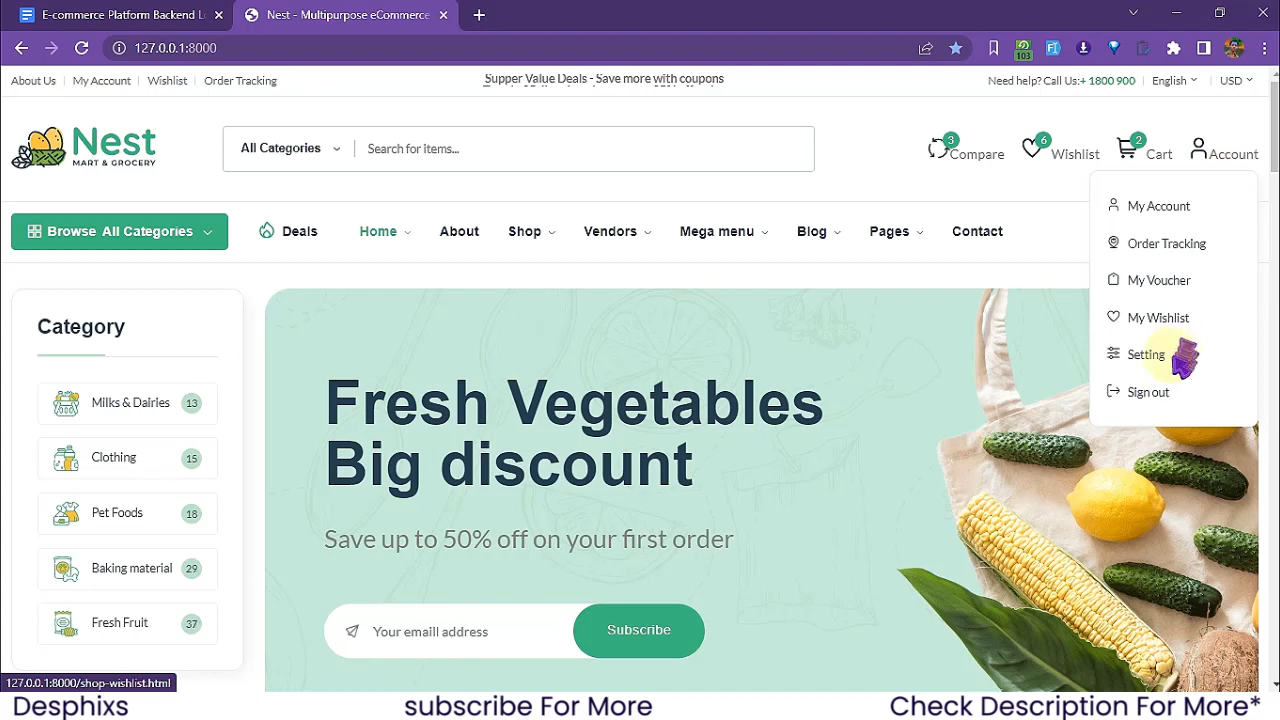 E-commerce Platform Backend Lo
Nest - Multipurpose eCommerce
127.0.0.1:8000
103
About Us
My Account
Wishlist
Order Tracking
Supper Value Deals - Save more with coupons
Need help? Call Us:+ 1800 900
English
USD
Nest
MART & GROCERY
All Categories
Search for items...
3
Compare
6
Wishlist
2
Cart
Account
Browse All Categories
Deals
Home
About
Shop
Vendors
Mega menu
Blog
Pages
Contact
My Account
Order Tracking
My Voucher
My Wishlist
Setting
Sign out
Category
Milks & Dairies
13
Clothing
15
Pet Foods
18
Baking material
29
Fresh Fruit
37
Fresh Vegetables
Big discount
Save up to 50% off on your first order
Your emaill address
Subscribe
127.0.0.1:8000/shop-wishlist.html
Desphixs
subscribe For More
Check Description For More*